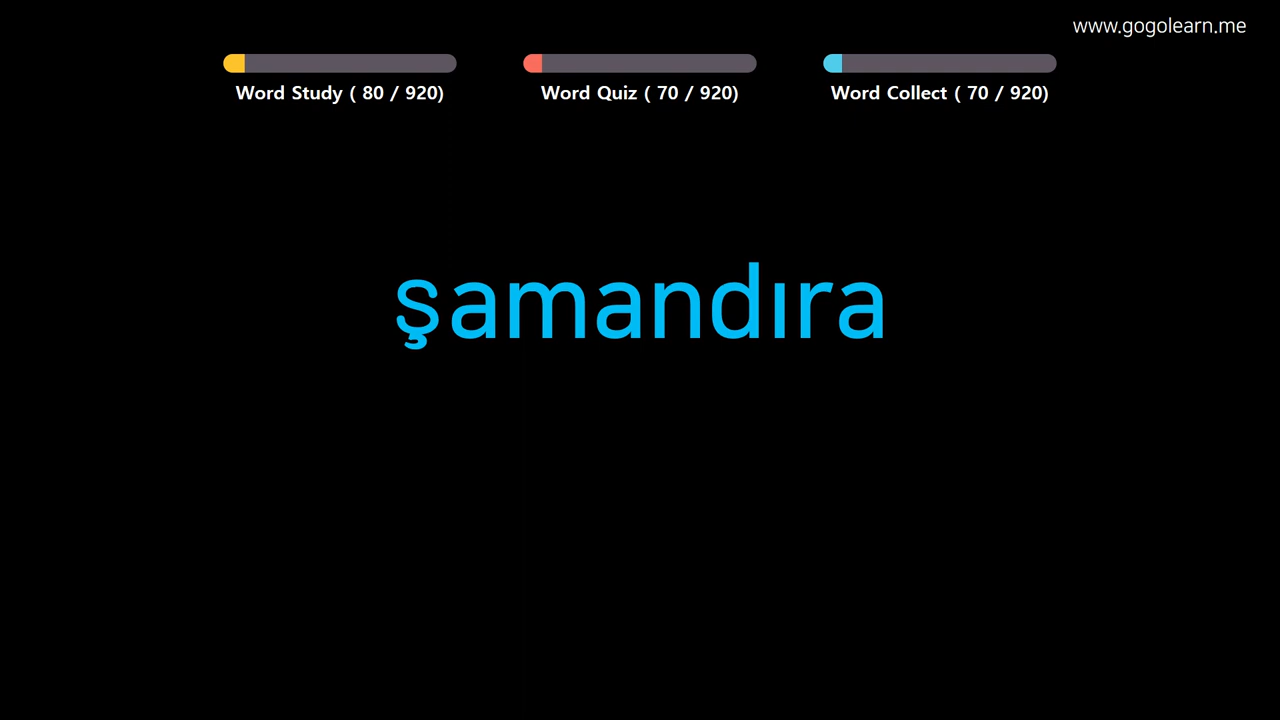 www.gogolearn.me
Word Study ( 80 / 920)
Word Quiz ( 70 / 920)
Word Collect ( 70 / 920)
şamandıra